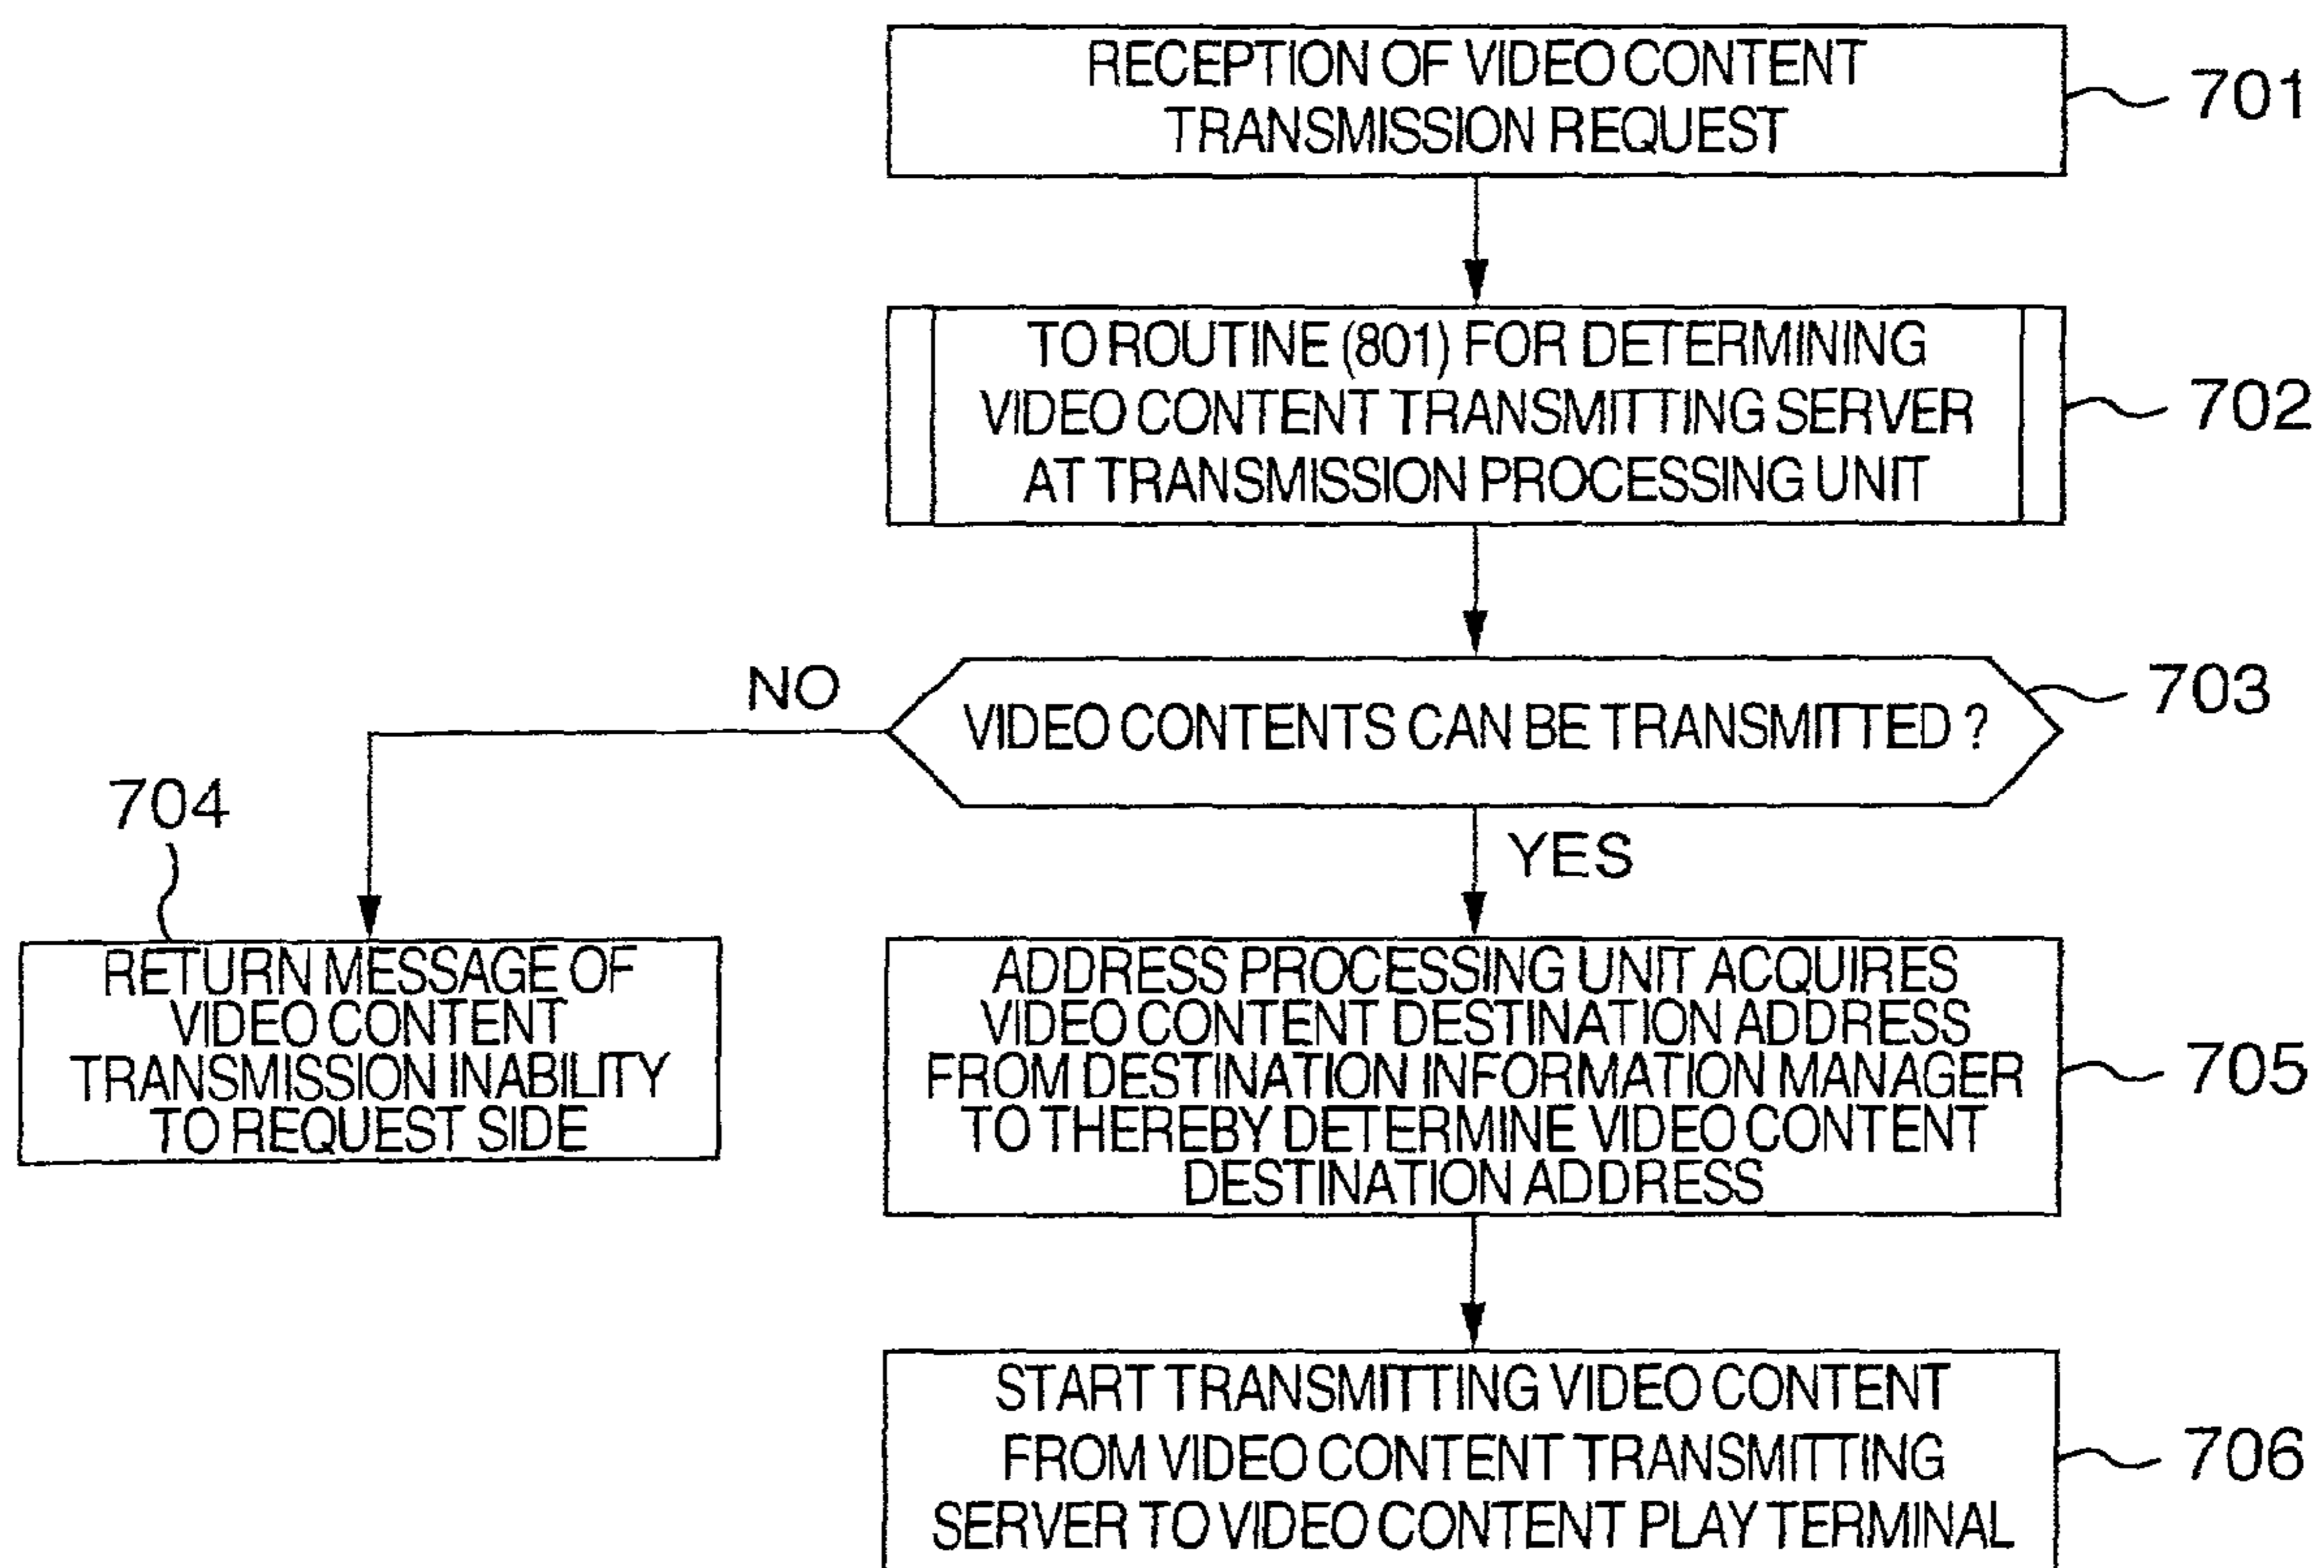 RECEPTION OF VIDEO CONTENT
TRANSMISSION REQUEST
701
TO ROUTINE (801) FOR DETERMINING
VIDEO CONTENT TRANSMITTING SERVER
AT TRANSMISSION PROCESSING UNIT
702
NO
VIDEO CONTENTS CAN BE TRANSMITTED ?
703
YES
704
RETURN MESSAGE OF
VIDEO CONTENT
TRANSMISSION INABILITY
TO REQUEST SIDE
ADDRESS PROCESSING UNIT ACQUIRES
VIDEO CONTENT DESTINATION ADDRESS
FROM DESTINATION INFORMATION MANAGER
TO THEREBY DETERMINE VIDEO CONTENT
DESTINATION ADDRESS
705
START TRANSMITTING VIDEO CONTENT
FROM VIDEO CONTENT TRANSMITTING
SERVER TO VIDEO CONTENT PLAY TERMINAL
706